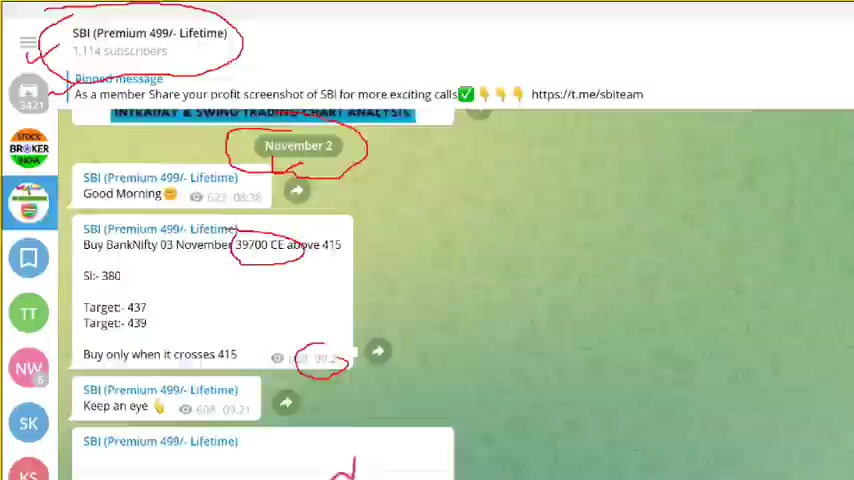 SBI (Premium 499/- Lifetime)
1,114 subscribers
Pinned message
As a member Share your profit screenshot of SBI for more exciting calls✅👇👇👇 https://t.me/sbiteam
3421
INTRADAY & SWING TRADING CHART ANALYSIS
November 2
STOCK
BROKER
INDIA
SBI (Premium 499/- Lifetime)
Good Morning😊 623 08:38
SBI (Premium 499/- Lifetime)
Buy BankNifty 03 November 39700 CE above 415
Sl:- 380
Target:- 437
Target:- 439
Buy only when it crosses 415
SBI (Premium 499/- Lifetime)
Keep an eye 👆 608 09:21
SBI (Premium 499/- Lifetime)
TT
NW
6
SK
KS